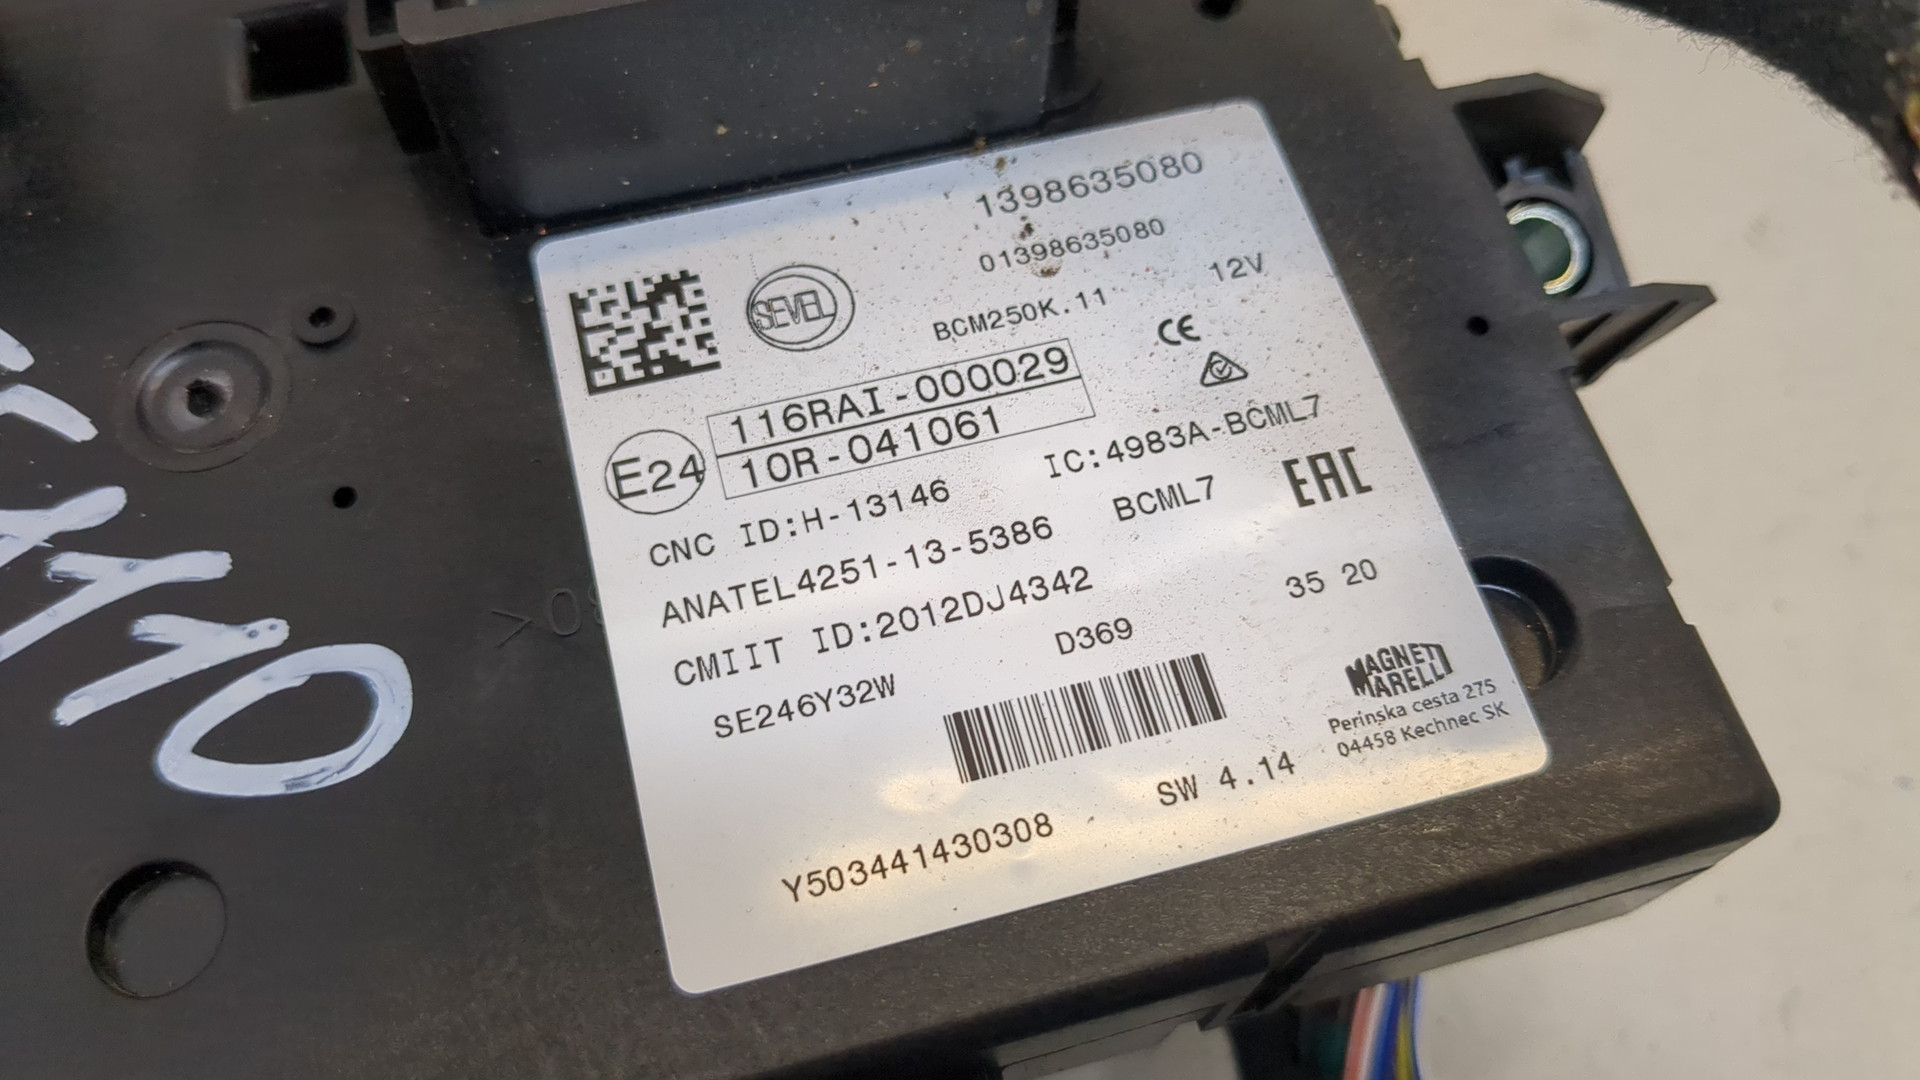 1398635080
01398635080
SEVEL
BCM250K.11
12V
CE
116RAI-000029
10R-041061
E24
IC:4983A-BCML7
CNC ID:H-13146
BCML7
EAC
ANATEL4251-13-5386
CMIIT ID:2012DJ4342
35 20
SE246Y32W
D369
MAGNETI
MARELLI
Perinska cesta 275
04458 Kechnec SK
SW 4.14
Y503441430308